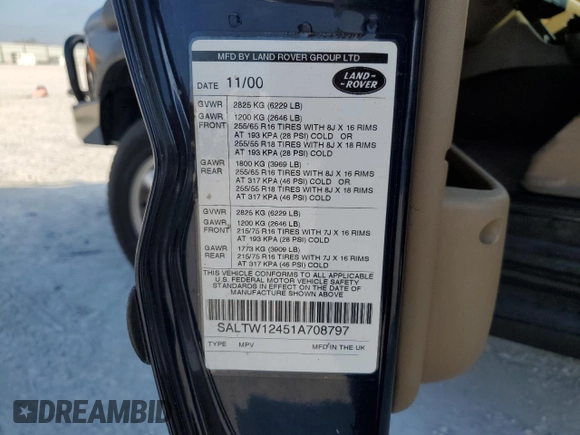 MFD BY LAND ROVER GROUP LTD
DATE 11/00
LAND-ROVER
GVWR 2825 KG (6229 LB)
GAWR FRONT 1200 KG (2646 LB)
255/65 R16 TIRES WITH 8J X 16 RIMS
AT 193 KPA (28 PSI) COLD OR
255/55 R18 TIRES WITH 8J X 18 RIMS
AT 193 KPA (28 PSI) COLD
GAWR REAR 1800 KG (3969 LB)
255/65 R16 TIRES WITH 8J X 16 RIMS
AT 317 KPA (46 PSI) COLD OR
255/55 R18 TIRES WITH 8J X 18 RIMS
AT 317 KPA (46 PSI) COLD
GVWR 2825 KG (6229 LB)
GAWR FRONT 1200 KG (2646 LB)
215/75 R16 TIRES WITH 7J X 16 RIMS
AT 193 KPA (28 PSI) COLD
GAWR REAR 1773 KG (3909 LB)
215/75 R16 TIRES WITH 7J X 16 RIMS
AT 317 KPA (46 PSI) COLD
THIS VEHICLE CONFORMS TO ALL APPLICABLE
U.S. FEDERAL MOTOR VEHICLE SAFETY
STANDARDS IN EFFECT ON THE DATE OF
MANUFACTURE SHOWN ABOVE
SALTW12451A708797
TYPE MPV MFD IN THE UK
DREAMBID